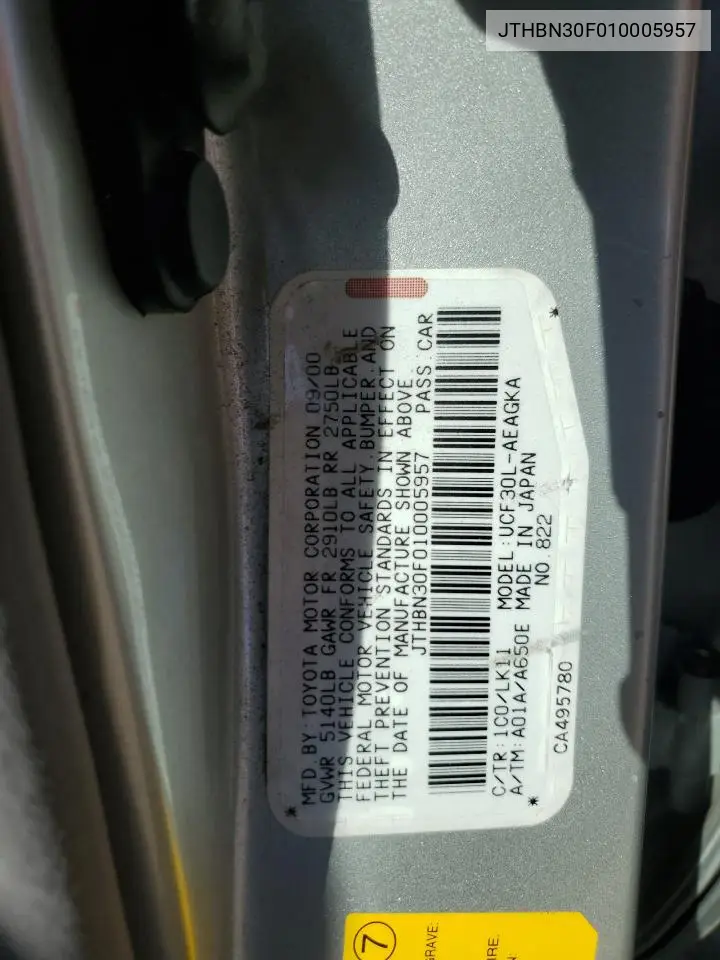 JTHBN30F010005957
MFD.BY:TOYOTA MOTOR CORPORATION 09/00
GVWR 5140LB GAWR FR 2910LB RR 2750LB
THIS VEHICLE CONFORMS TO ALL APPLICABLE
FEDERAL MOTOR VEHICLE SAFETY,BUMPER,AND
THEFT PREVENTION STANDARDS IN EFFECT ON
THE DATE OF MANUFACTURE SHOWN ABOVE.
JTHBN30F010005957 PASS.CAR
C/TR:1C0/LK11 MODEL:UCF30L-AEAGKA
A/TM:A01A/A650E MADE IN JAPAN
NO.822
CA495780
7